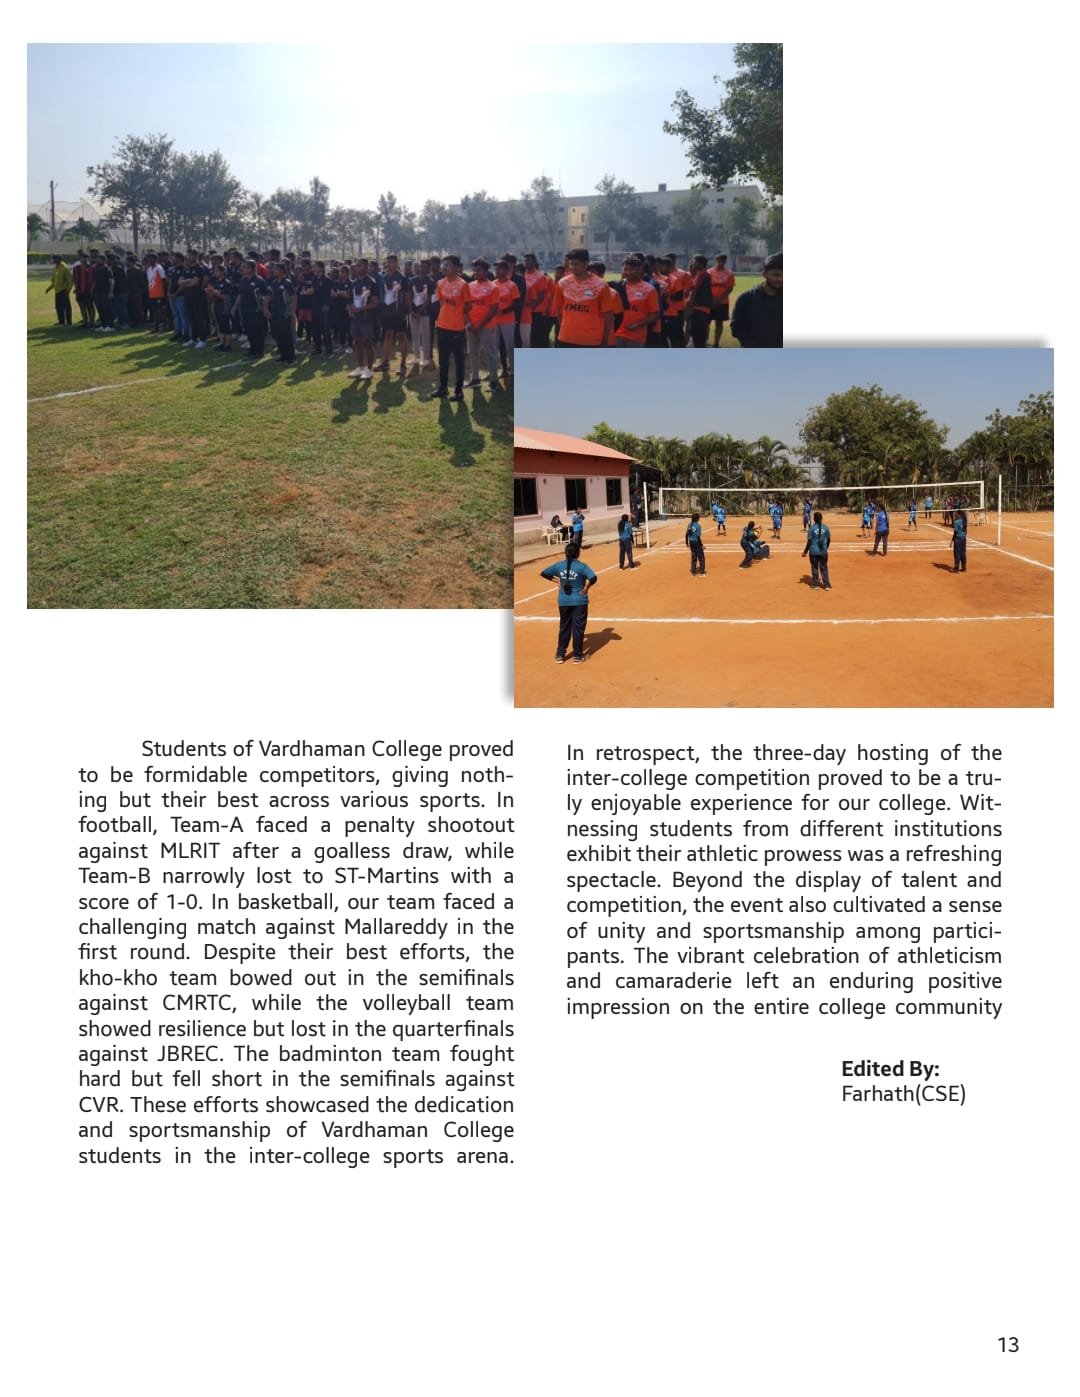 VMEG
Students of Vardhaman College proved
to be formidable competitors, giving noth-
ing but their best across various sports. In
football, Team-A faced a penalty shootout
against MLRIT after a goalless draw, while
Team-B narrowly lost to ST-Martins with a
score of 1-0. In basketball, our team faced a
challenging match against Mallareddy in the
first round. Despite their best efforts, the
kho-kho team bowed out in the semifinals
against CMRTC, while the volleyball team
showed resilience but lost in the quarterfinals
against JBREC. The badminton team fought
hard but fell short in the semifinals against
CVR. These efforts showcased the dedication
and sportsmanship of Vardhaman College
students in the inter-college sports arena.
In retrospect, the three-day hosting of the
inter-college competition proved to be a tru-
ly enjoyable experience for our college. Wit-
nessing students from different institutions
exhibit their athletic prowess was a refreshing
spectacle. Beyond the display of talent and
competition, the event also cultivated a sense
of unity and sportsmanship among partici-
pants. The vibrant celebration of athleticism
and camaraderie left an enduring positive
impression on the entire college community
Edited By:
Farhath(CSE)
13